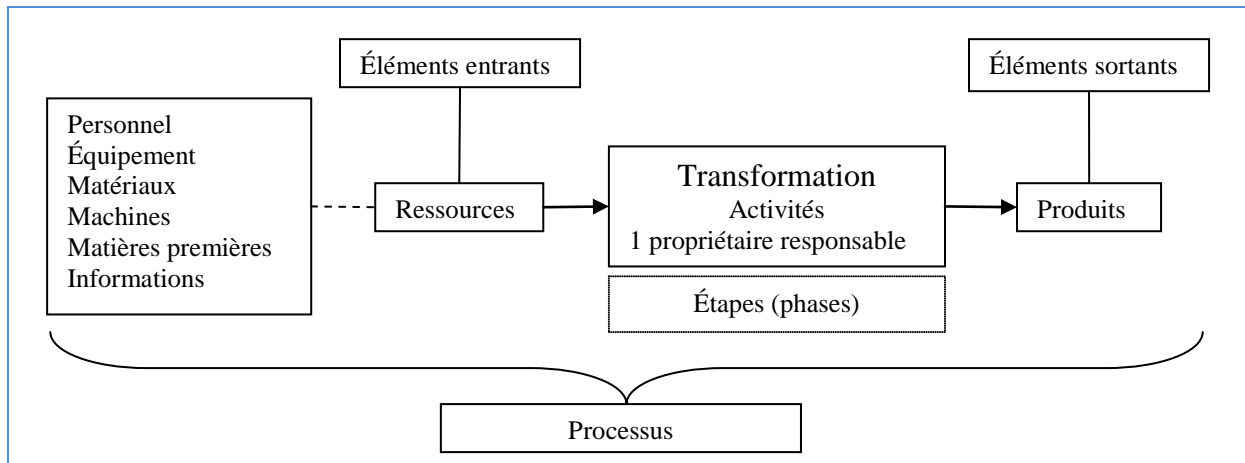 Éléments entrants
Éléments sortants
Personnel
Équipement
Matériaux
Machines
Matières premières
Informations
Ressources
Transformation
Activités
1 propriétaire responsable
Produits
Étapes (phases)
Processus